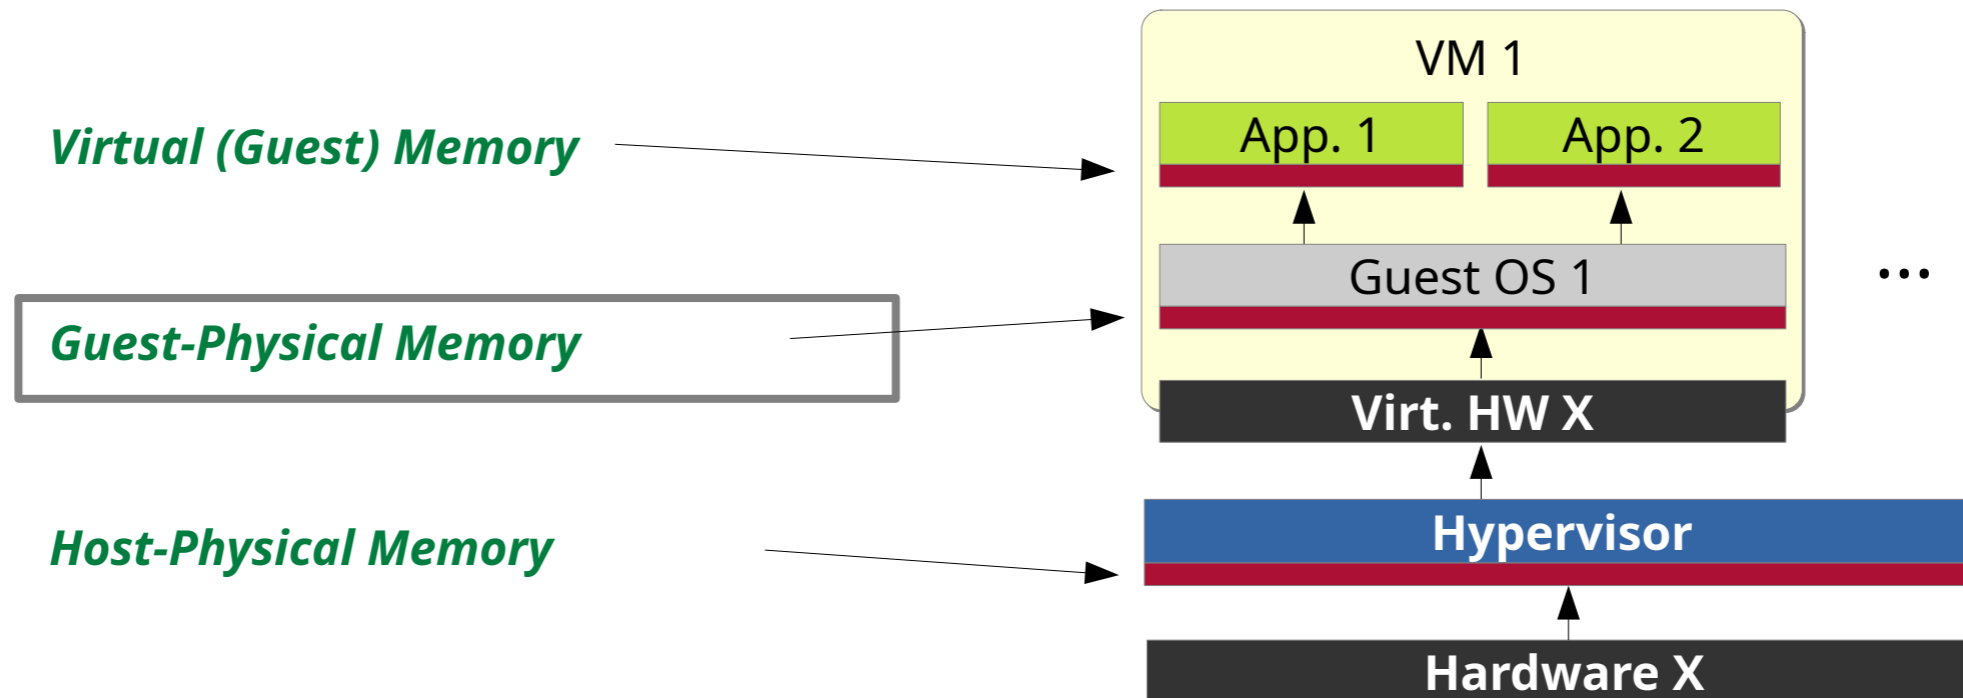 VM 1
Virtual (Guest) Memory
App. 1
App. 2
Guest OS 1
...
Guest-Physical Memory
Virt. HW X
Host-Physical Memory
Hypervisor
Hardware X